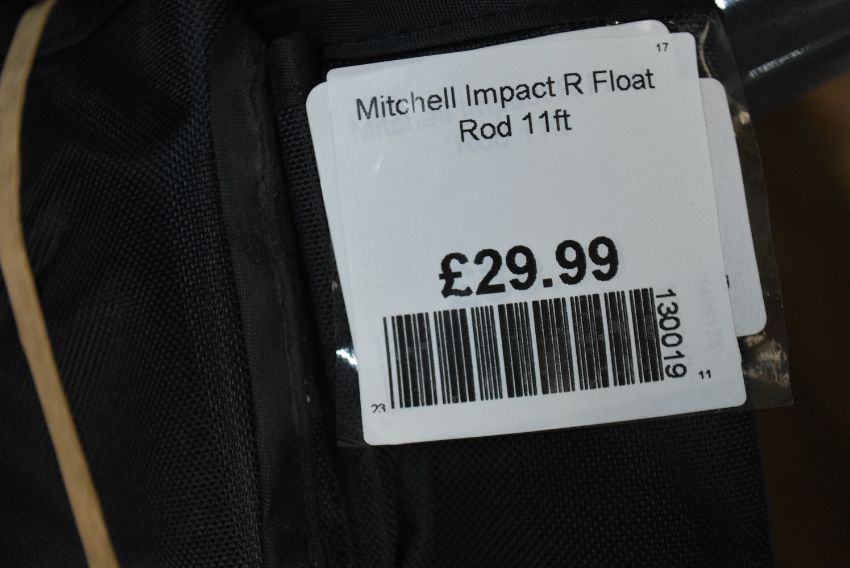 17
Mitchell Impact R Float
Rod 11ft
£29.99
130019
23
11